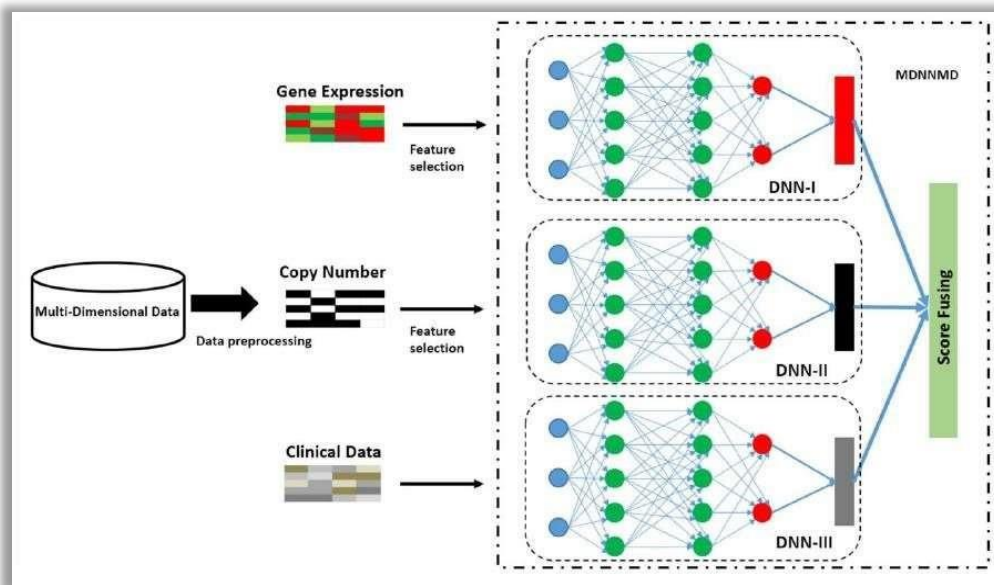 MDNNMD
Gene Expression
Feature
selection
DNN-I
Multi-Dimensional Data
Data preprocessing
Copy Number
Feature
selection
DNN-II
Score Fusing
Clinical Data
DNN-III